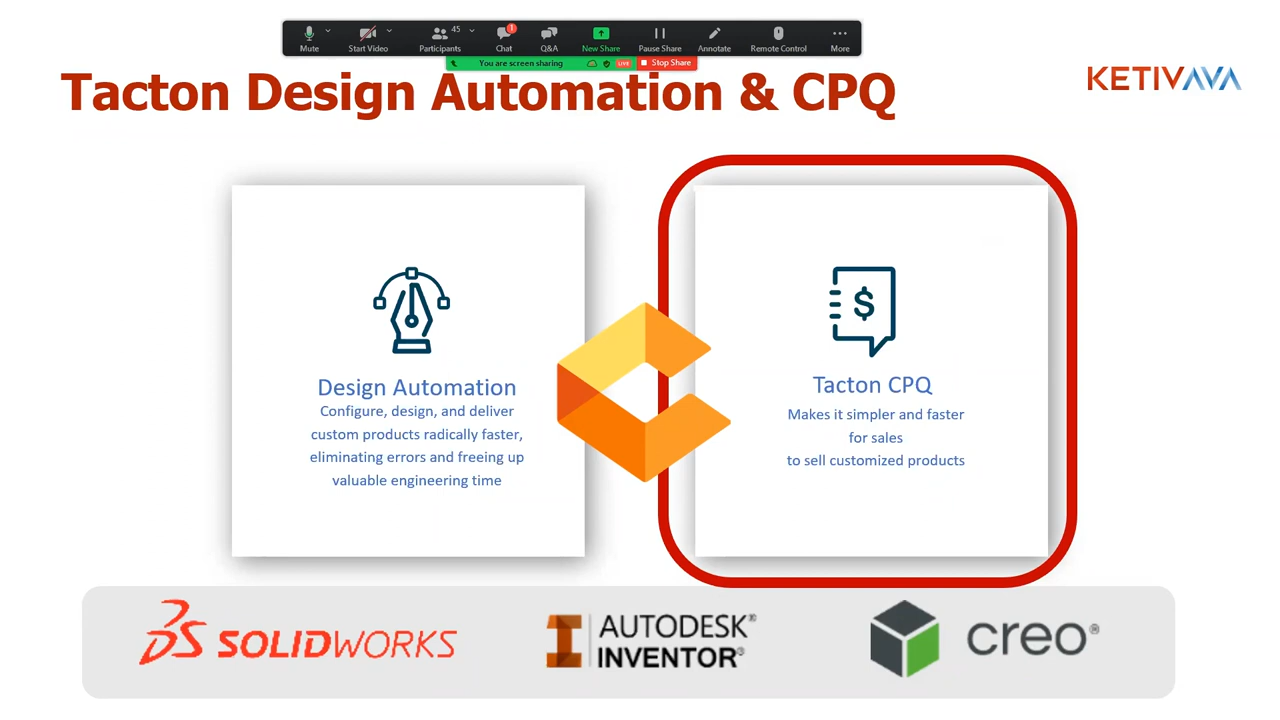 45
1
Mute
Start Video
Participants
Chat
Q&A
New Share
Pause Share
Annotate
Remote Control
More
You are screen sharing
LIVE
Stop Share
Tacton Design Automation & CPQ
KETIVAVA
Design Automation
Configure, design, and deliver
custom products radically faster,
eliminating errors and freeing up
valuable engineering time
$
Tacton CPQ
Makes it simpler and faster
for sales
to sell customized products
SOLIDWORKS
AUTODESK®
INVENTOR®
creo®